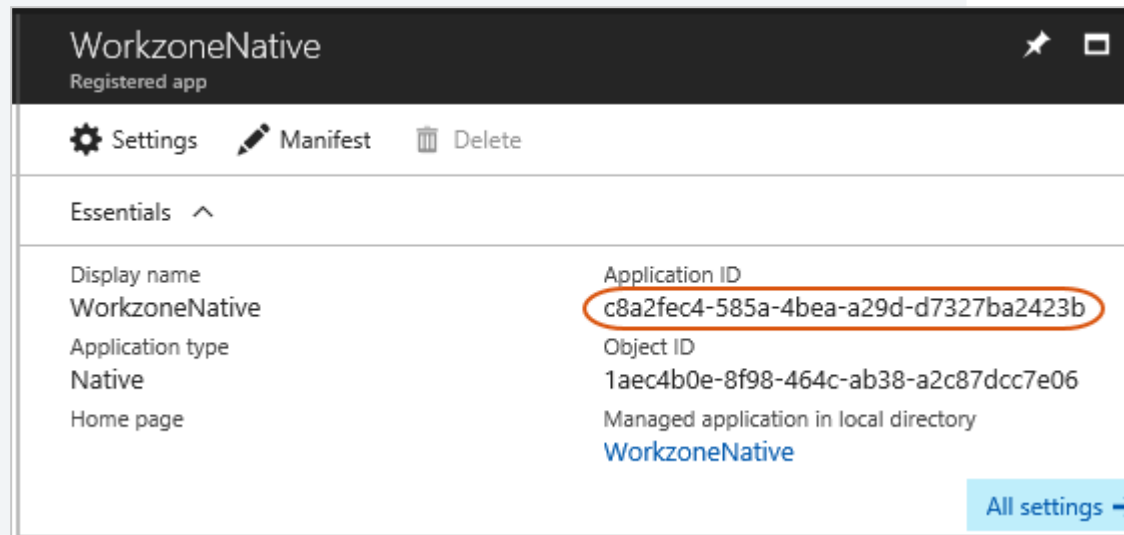 WorkzoneNative
Registered app
Settings Manifest Delete
Essentials
Display name
WorkzoneNative
Application type
Native
Home page
Application ID
c8a2fec4-585a-4bea-a29d-d7327ba2423b
Object ID
1aec4b0e-8f98-464c-ab38-a2c87dcc7e06
Managed application in local directory
WorkzoneNative
All settings